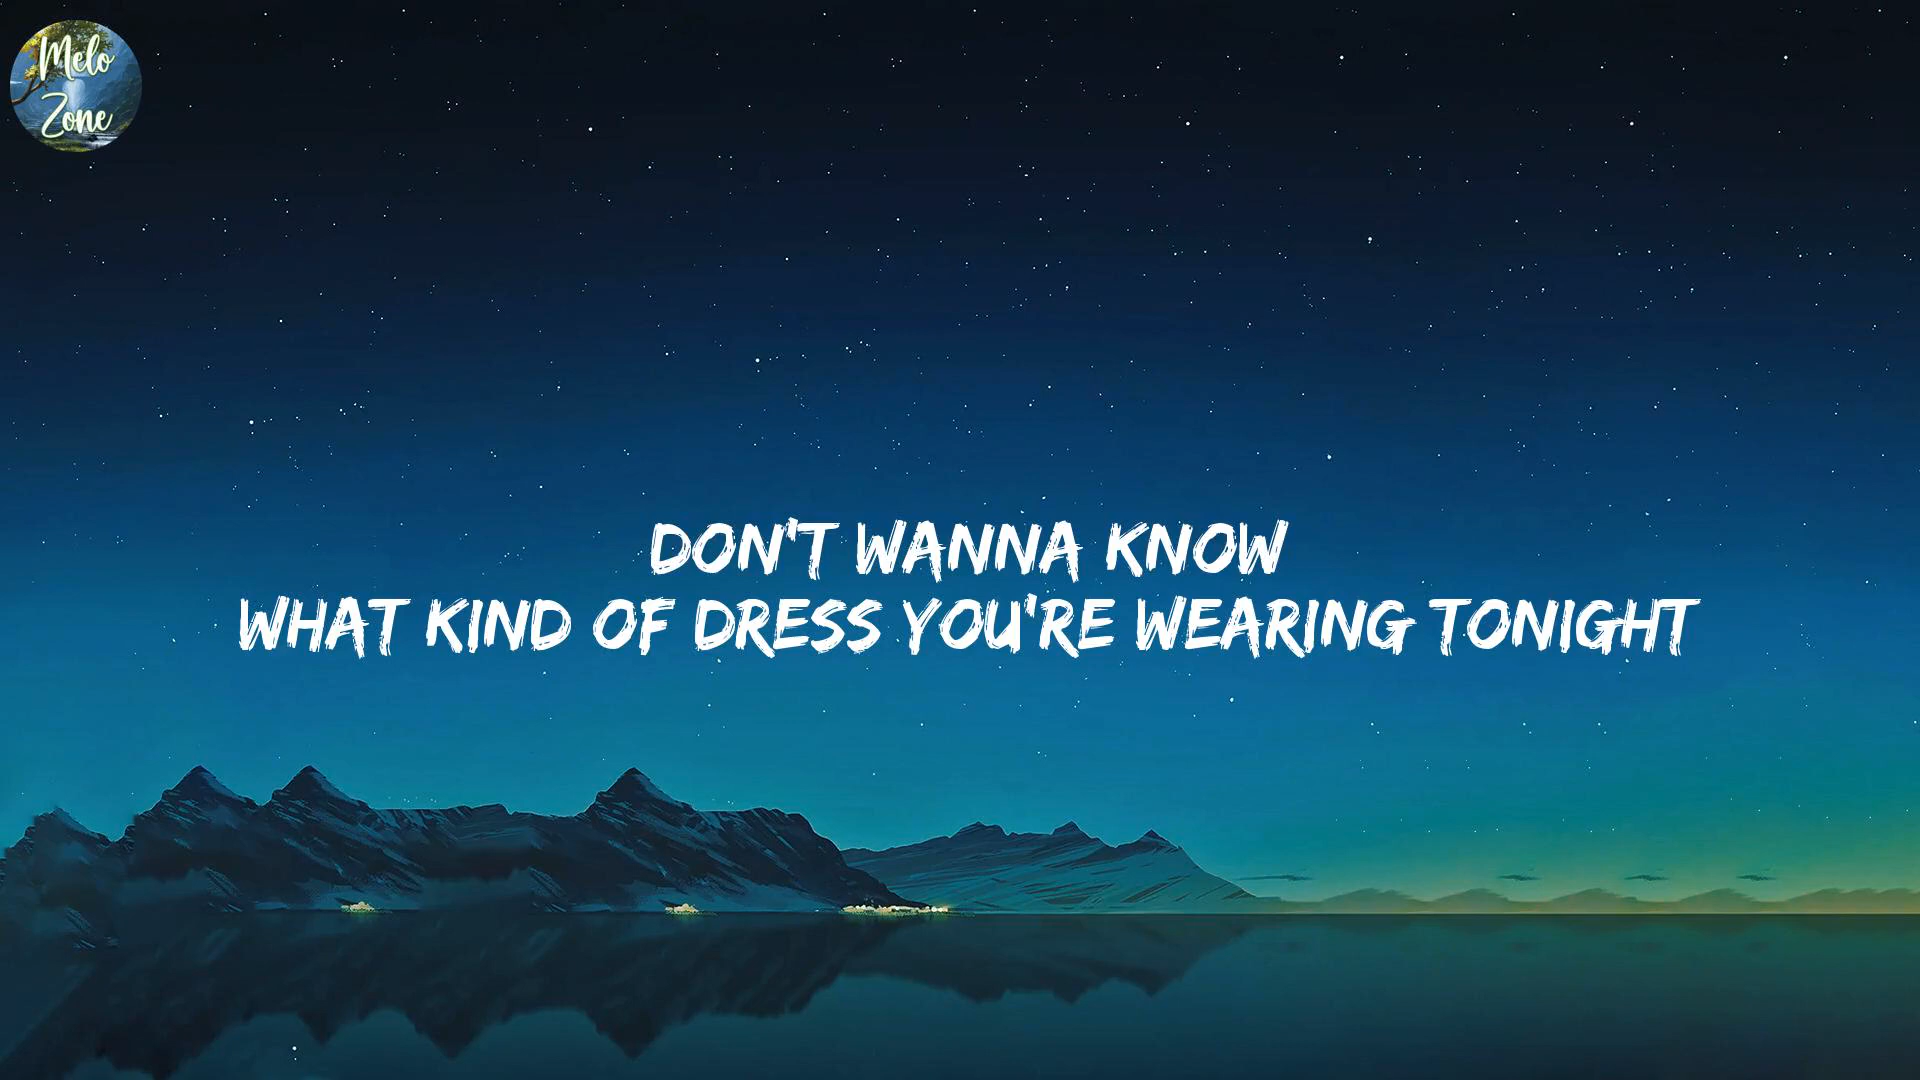 Melo
Zone
DON'T WANNA KNOW
WHAT KIND OF DRESS YOU'RE WEARING TONIGHT